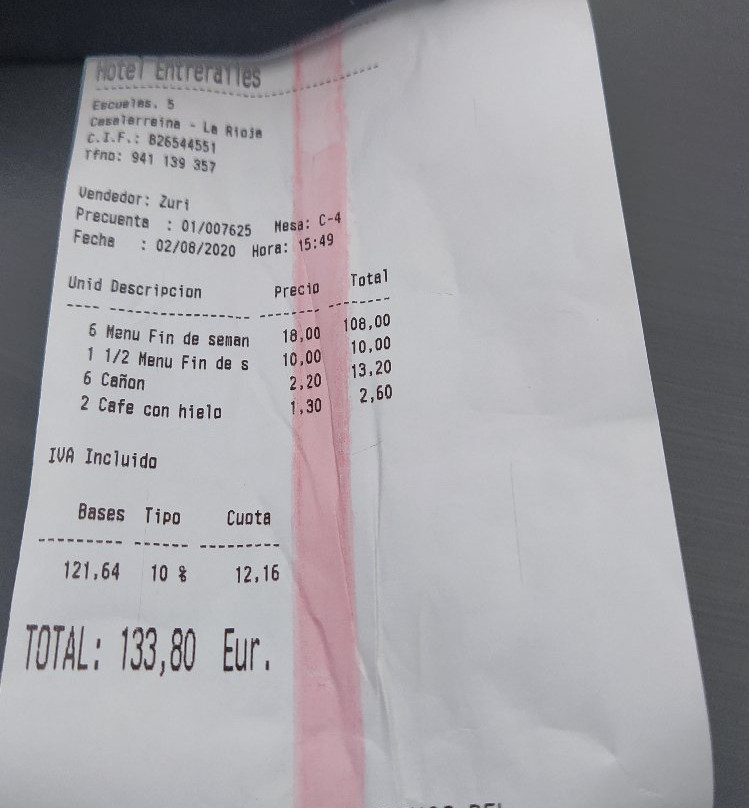 Hotel Entreralles
Escuelas, 5
Casalarreina - La Rioja
C.I.F.: B26544551
Tfno: 941 139 357
Vendedor: Zuri
Precuenta : 01/007625 Mesa: C-4
Fecha : 02/08/2020 Hora: 15:49
Unid Descripcion Precio Total
6 Menu Fin de seman 18,00 108,00
1 1/2 Menu Fin de s 10,00 10,00
6 Cañon 2,20 13,20
2 Cafe con hielo 1,30 2,60
IVA Incluido
Bases Tipo Cuota
121,64 10 % 12,16
TOTAL: 133,80 Eur.